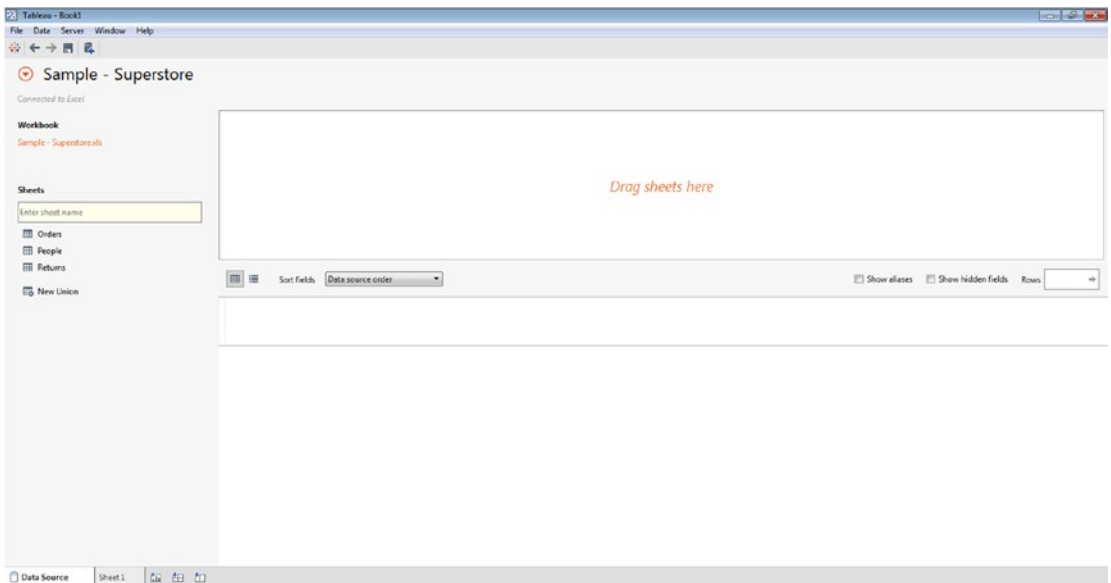 Tableau - Book1
File Data Server Window Help
Sample - Superstore
Connected to Excel
Workbook
Sample - Superstore.xls
Drag sheets here
Sheets
Enter sheet name
Orders
People
Returns
New Union
Sort fields Data source order Show aliases Show hidden fields Rows
Data Source Sheet 1